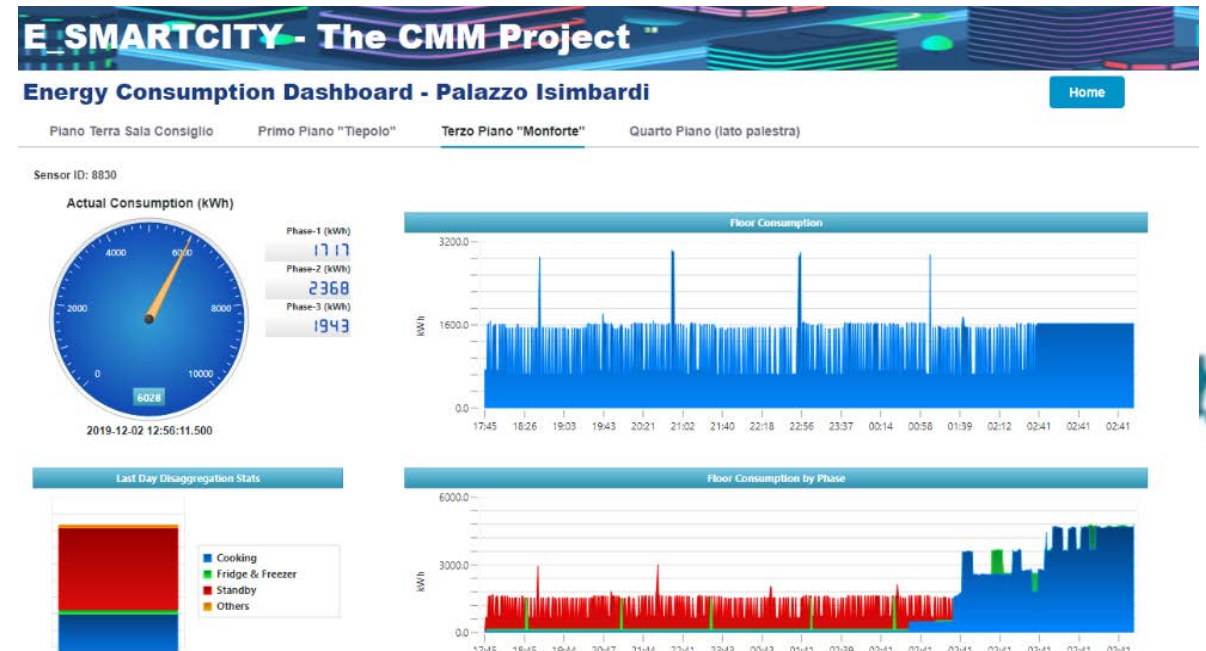 E_SMARTCITY - The CMM Project
Energy Consumption Dashboard - Palazzo Isimbardi
Home
Piano Terra Sala Consiglio Primo Piano "Tiepolo" Terzo Piano "Monforte" Quarto Piano (lato palestra)
Sensor ID: 8830
Actual Consumption (kWh)
0 2000 4000 6000 8000 10000
6028
2019-12-02 12:56:11.500
Phase-1 (kWh)
1717
Phase-2 (kWh)
2368
Phase-3 (kWh)
1943
Floor Consumption
3200.0
kWh
1600.0
0.0
17:45 18:26 19:03 19:43 20:21 21:02 21:40 22:18 22:56 23:37 00:14 00:58 01:39 02:12 02:41 02:41 02:41
Last Day Disaggregation Stats
Cooking
Fridge & Freezer
Standby
Others
Floor Consumption by Phase
6000.0
kWh
3000.0
0.0